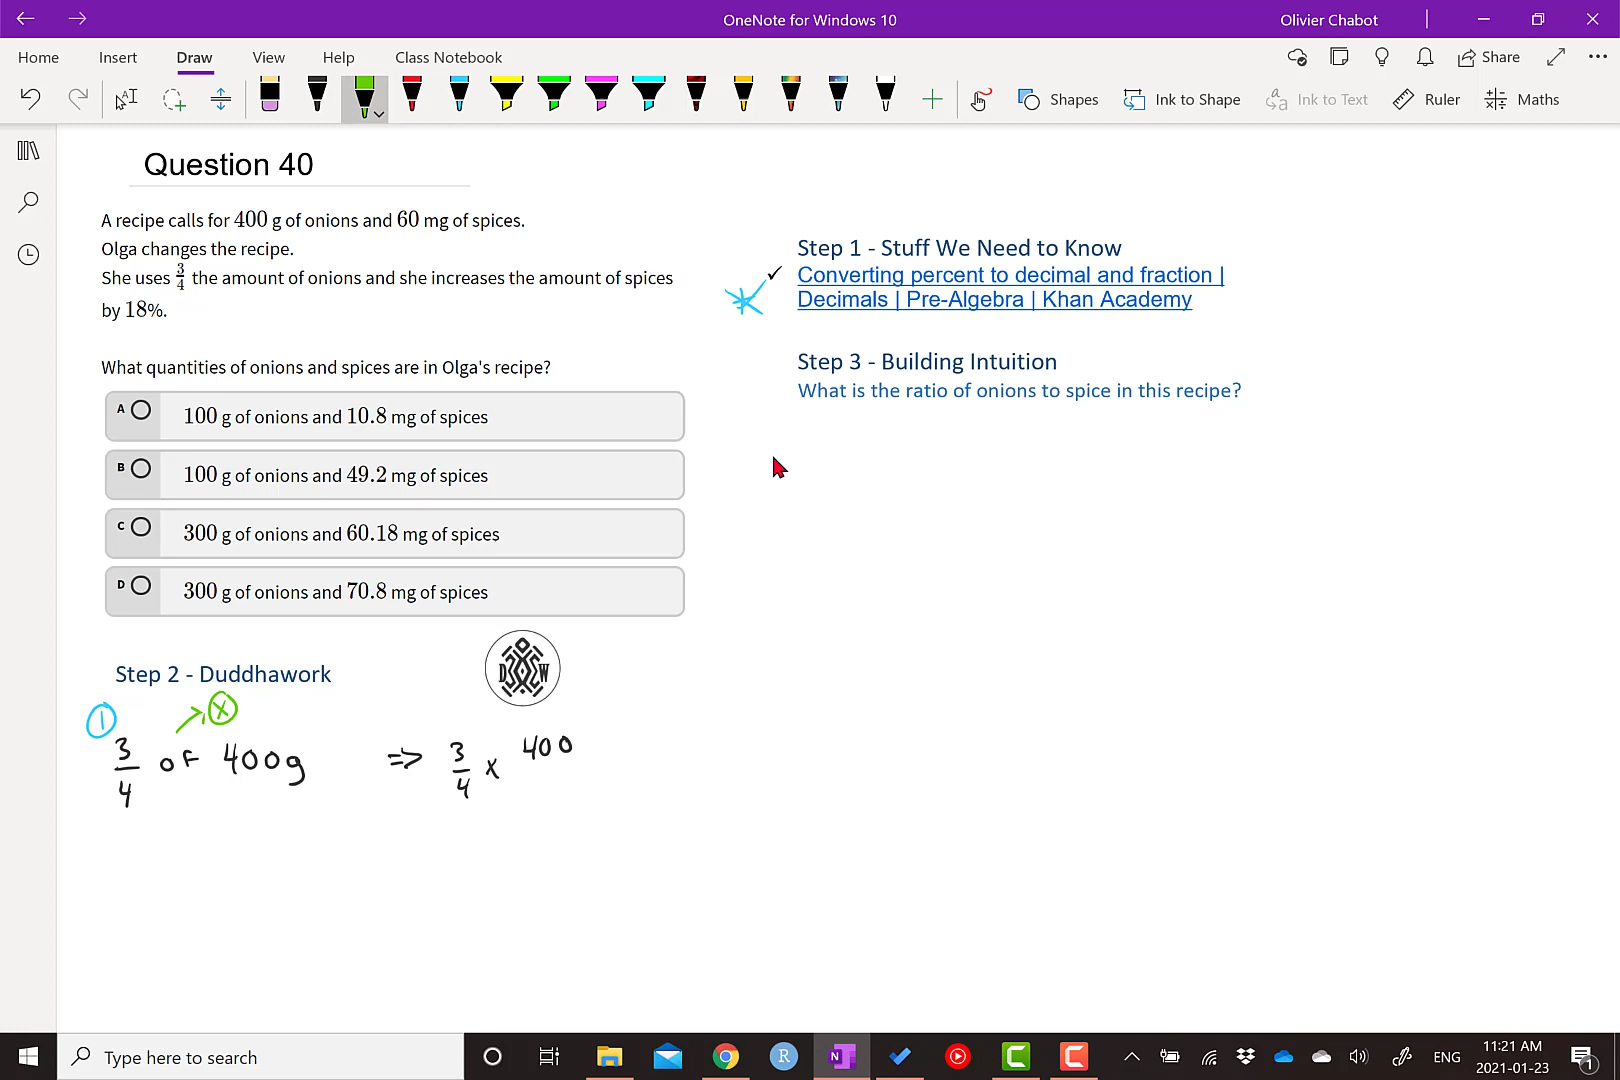 OneNote for Windows 10
Olivier Chabot
Home Insert Draw View Help Class Notebook
Share
Shapes Ink to Shape Ink to Text Ruler Maths
Question 40
A recipe calls for 400 g of onions and 60 mg of spices.
Olga changes the recipe.
She uses 3/4 the amount of onions and she increases the amount of spices
by 18%.
What quantities of onions and spices are in Olga's recipe?
A 100 g of onions and 10.8 mg of spices
B 100 g of onions and 49.2 mg of spices
C 300 g of onions and 60.18 mg of spices
D 300 g of onions and 70.8 mg of spices
Step 1 - Stuff We Need to Know
Converting percent to decimal and fraction |
Decimals | Pre-Algebra | Khan Academy
Step 3 - Building Intuition
What is the ratio of onions to spice in this recipe?
Step 2 - Duddhawork
D W
1 x
3/4 of 400g => 3/4 x 400
Type here to search
R
N
ENG
11:21 AM
2021-01-23
1